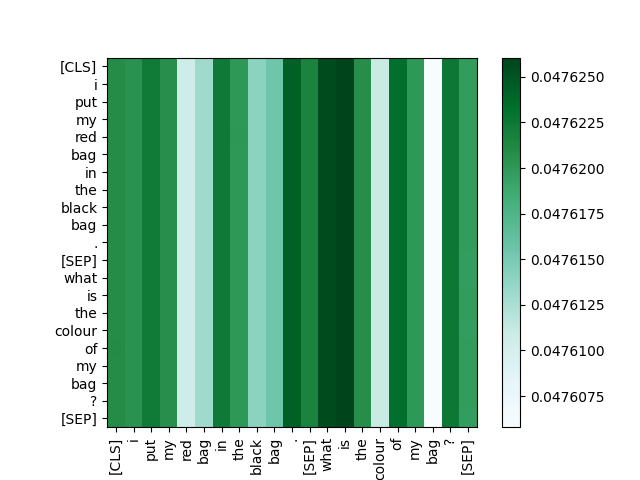 [CLS]
i
put
my
red
bag
in
the
black
bag
.
[SEP]
what
is
the
colour
of
my
bag
?
[SEP]
0.0476250
0.0476225
0.0476200
0.0476175
0.0476150
0.0476125
0.0476100
0.0476075
[CLS] i put my red bag in the black bag . [SEP] what is the colour of my bag ? [SEP]